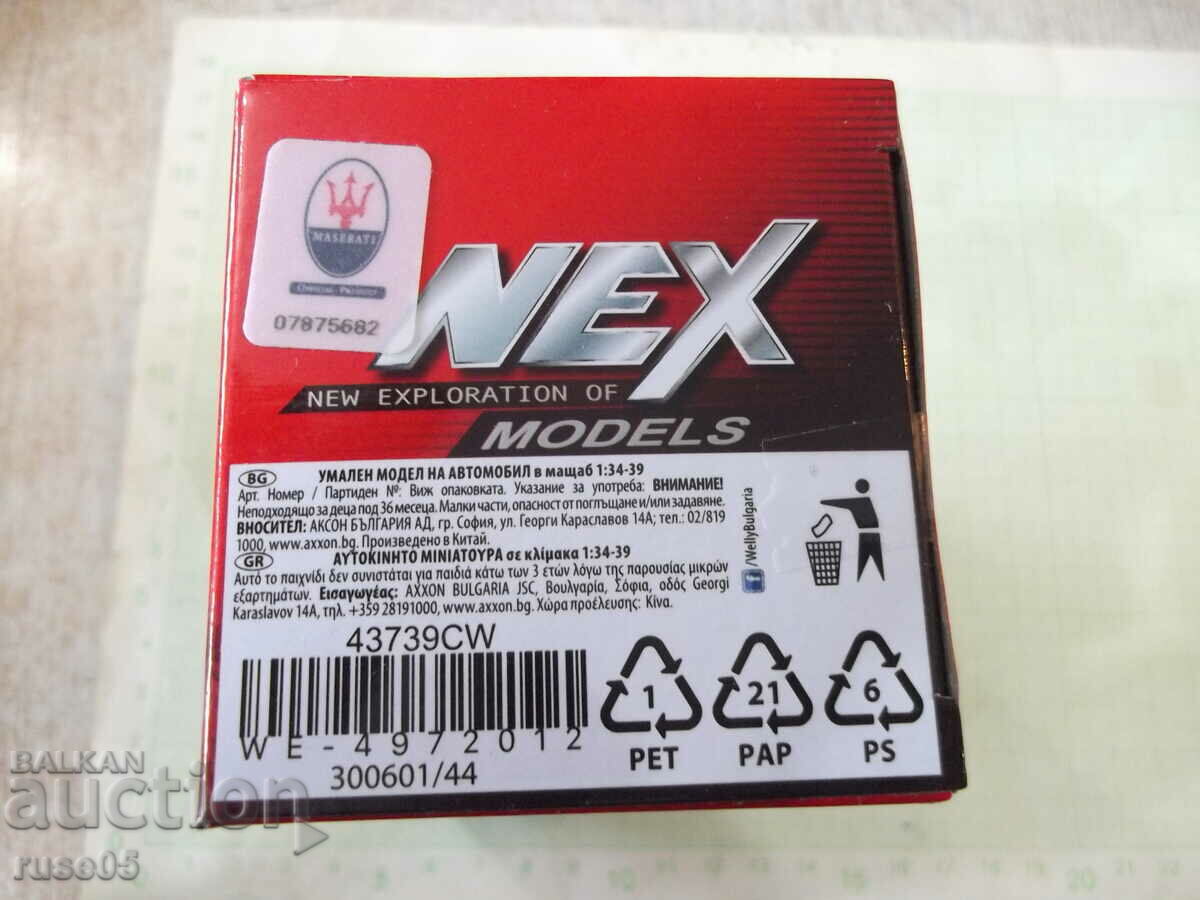 MASERATI
OFFICIAL PRODUCT
07875682
NEX
NEW EXPLORATION OF
MODELS
BG УМАЛЕН МОДЕЛ НА АВТОМОБИЛ в мащаб 1:34-39
Арт. Номер / Партиден №: Виж опаковката. Указание за употреба: ВНИМАНИЕ!
Неподходящо за деца под 36 месеца. Малки части, опасност от поглъщане и/или задавяне.
ВНОСИТЕЛ: АКСОН БЪЛГАРИЯ АД, гр. София, ул. Георги Караславов 14А; тел.: 02/819
1000, www.axxon.bg. Произведено в Китай.
GR ΑΥΤΟΚΙΝΗΤΟ ΜΙΝΙΑΤΟΥΡΑ σε κλίμακα 1:34-39
Αυτό το παιχνίδι δεν συνιστάται για παιδιά κάτω των 3 ετών λόγω της παρουσίας μικρών
εξαρτημάτων. Εισαγωγέας: AXXON BULGARIA JSC, Βουλγαρία, Σόφια, οδός Georgi
Karaslavov 14A, τηλ. +359 28191000, www.axxon.bg. Χώρα προέλευσης: Κίνα.
f/WellyBulgaria
43739CW
WE-4972012
300601/44
1
PET
21
PAP
6
PS
BALKAN
auction
ruse05
5
10
15
20
21
22